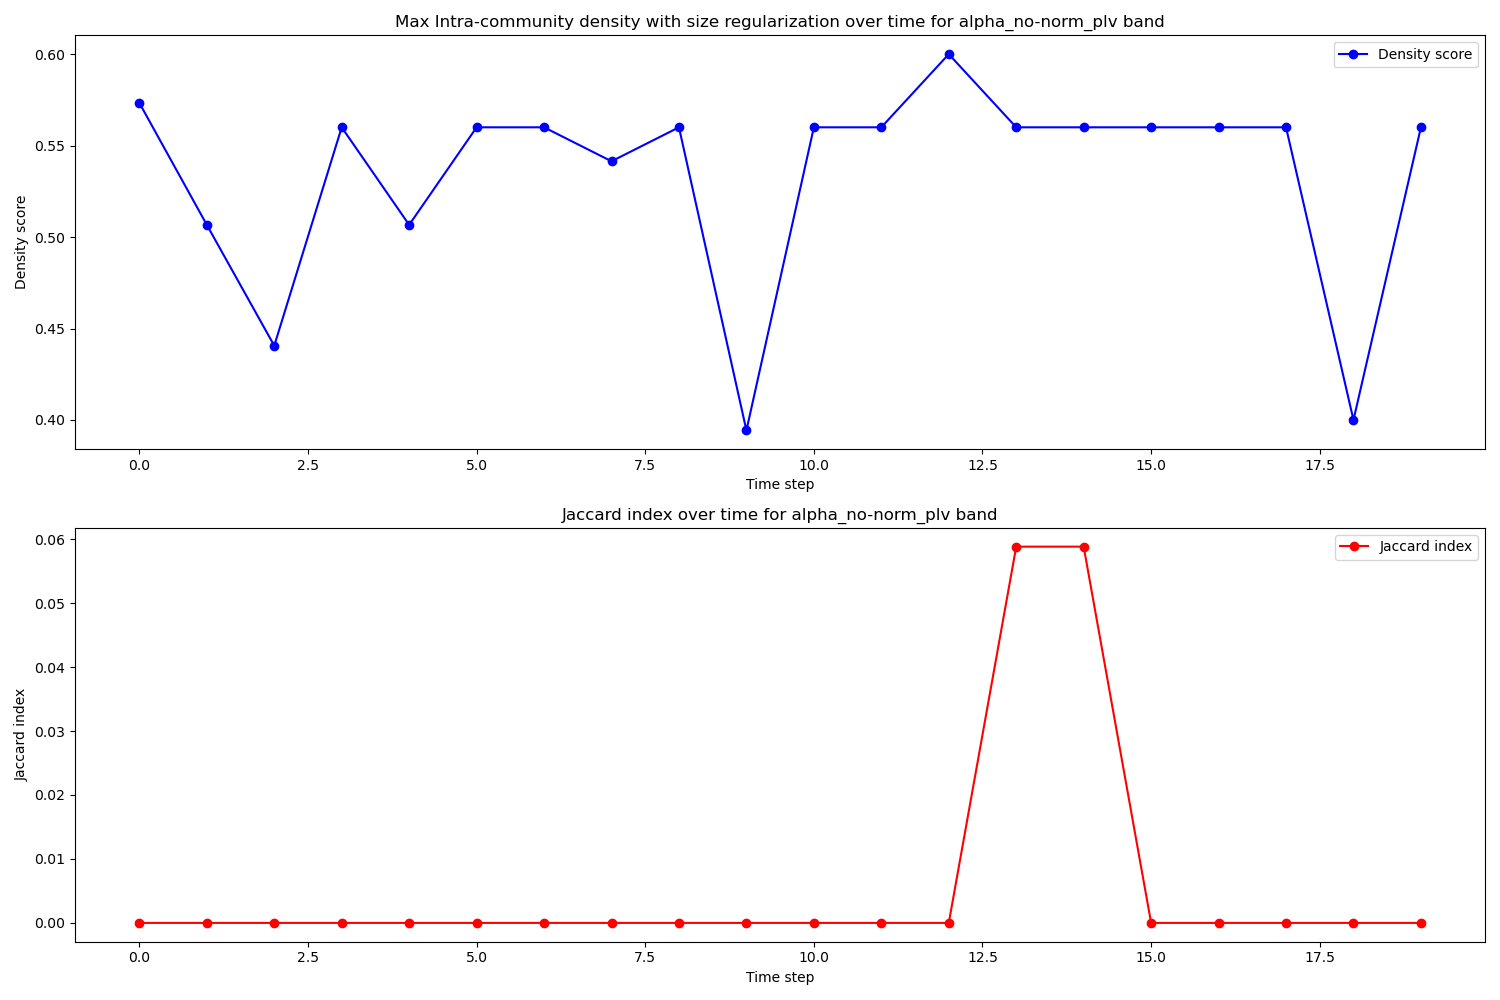 Max Intra-community density with size regularization over time for alpha_no-norm_plv band
Density score
0.60
0.55
0.50
0.45
0.40
Density score
0.0 2.5 5.0 7.5 10.0 12.5 15.0 17.5
Time step
Jaccard index over time for alpha_no-norm_plv band
Jaccard index
0.06
0.05
0.04
0.03
0.02
0.01
0.00
Jaccard index
0.0 2.5 5.0 7.5 10.0 12.5 15.0 17.5
Time step